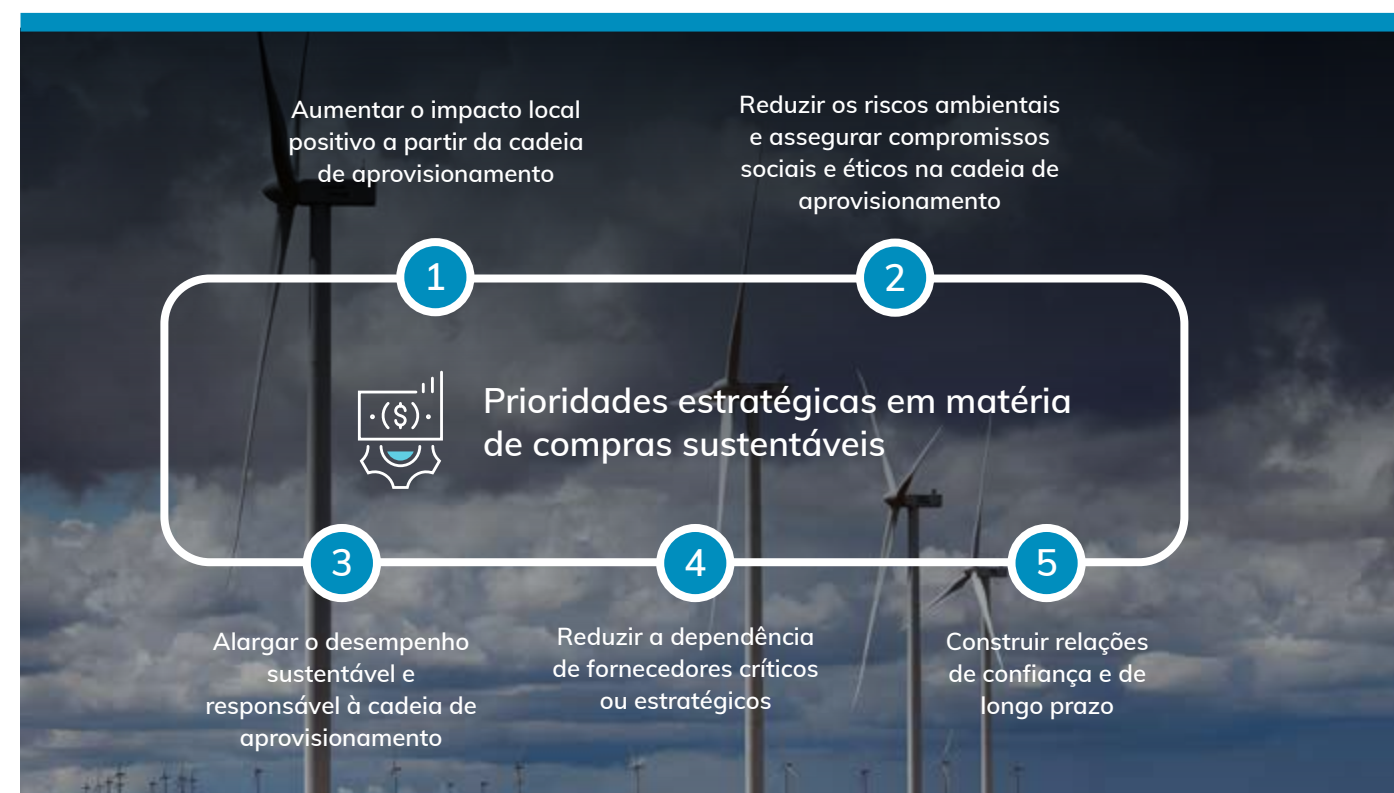 Aumentar o impacto local
positivo a partir da cadeia
de aprovisionamento
Reduzir os riscos ambientais
e assegurar compromissos
sociais e éticos na cadeia de
aprovisionamento
1
2
·($)·
Prioridades estratégicas em matéria
de compras sustentáveis
3
4
5
Alargar o desempenho
sustentável e
responsável à cadeia de
aprovisionamento
Reduzir a dependência
de fornecedores críticos
ou estratégicos
Construir relações
de confiança e de
longo prazo